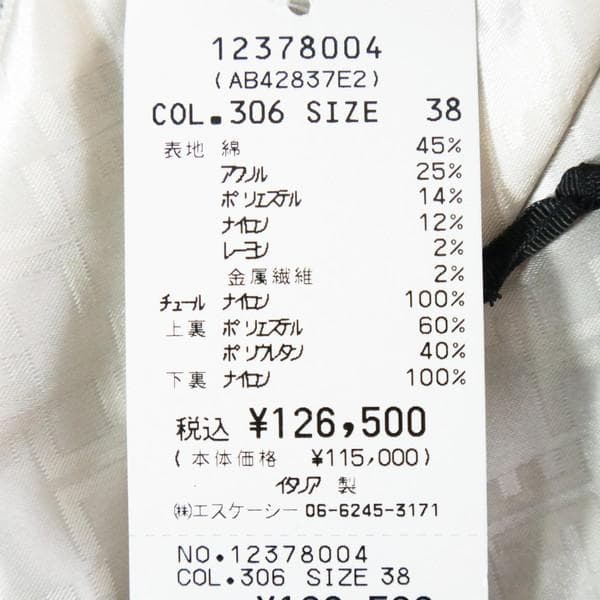 12378004
(AB42837E2)
COL.306 SIZE 38
表地 綿 45%
アクリル 25%
ポリエステル 14%
ナイロン 12%
レーヨン 2%
金属繊維 2%
チュール ナイロン 100%
上裏 ポリエステル 60%
ポリウレタン 40%
下裏 ナイロン 100%
税込 ¥126,500
(本体価格 ¥115,000)
イタリア 製
㈱エスケーシー 06-6245-3171
NO.12378004
COL.306 SIZE 38